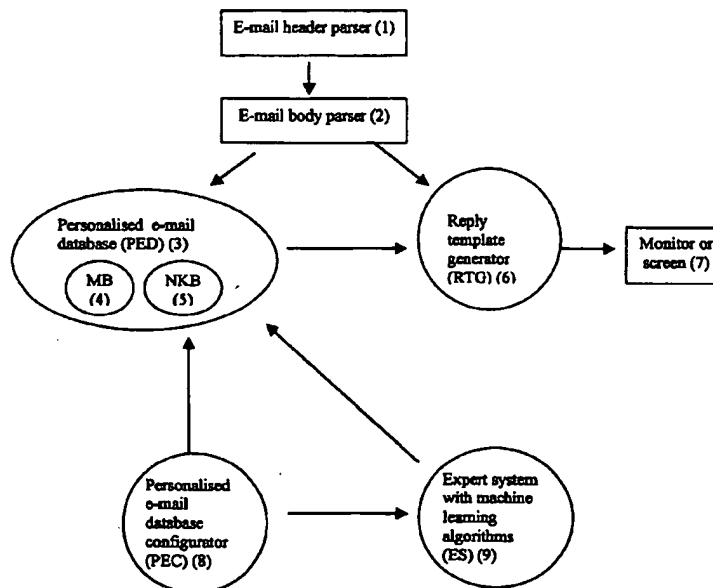 E-mail header parser (1)
E-mail body parser (2)
Personalised e-mail
database (PED) (3)
MB
(4)
NKB
(5)
Reply
template
generator
(RTG) (6)
Monitor or
screen (7)
Personalised
e-mail
database
configurator
(PEC) (8)
Expert system
with machine
learning
algorithms
(ES) (9)